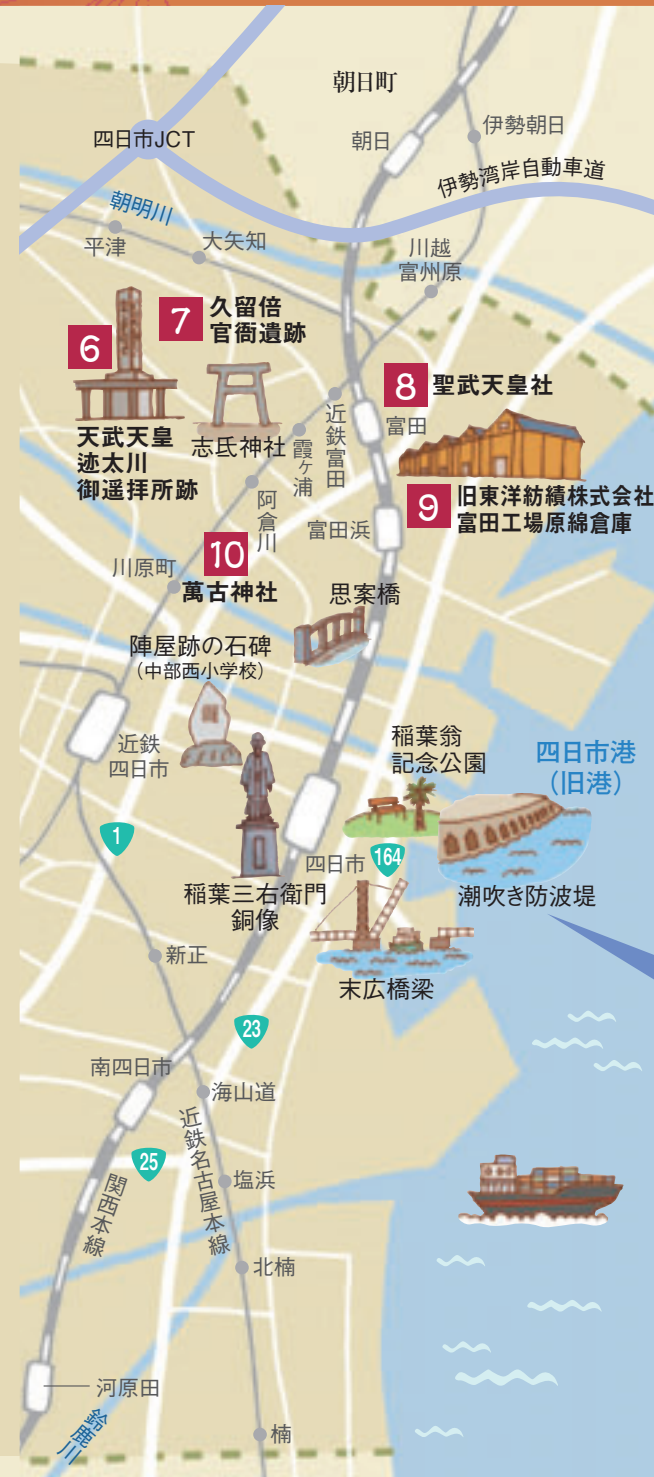 朝日町
四日市JCT
朝日
伊勢朝日
伊勢湾岸自動車道
朝明川
平津
大矢知
川越
富州原
6
天武天皇
迹太川
御遥拝所跡
7
久留倍
官衙遺跡
志氐神社
近鉄富田
霞ヶ浦
阿倉川
8
聖武天皇社
富田
9
旧東洋紡績株式会社
富田工場原綿倉庫
富田浜
川原町
10
萬古神社
思案橋
陣屋跡の石碑
（中部西小学校）
近鉄
四日市
稲葉翁
記念公園
四日市港
（旧港）
1
四日市
164
稲葉三右衛門
銅像
潮吹き防波堤
末広橋梁
新正
23
南四日市
海山道
25
近鉄名古屋本線
関西本線
塩浜
北楠
河原田
鈴鹿川
楠